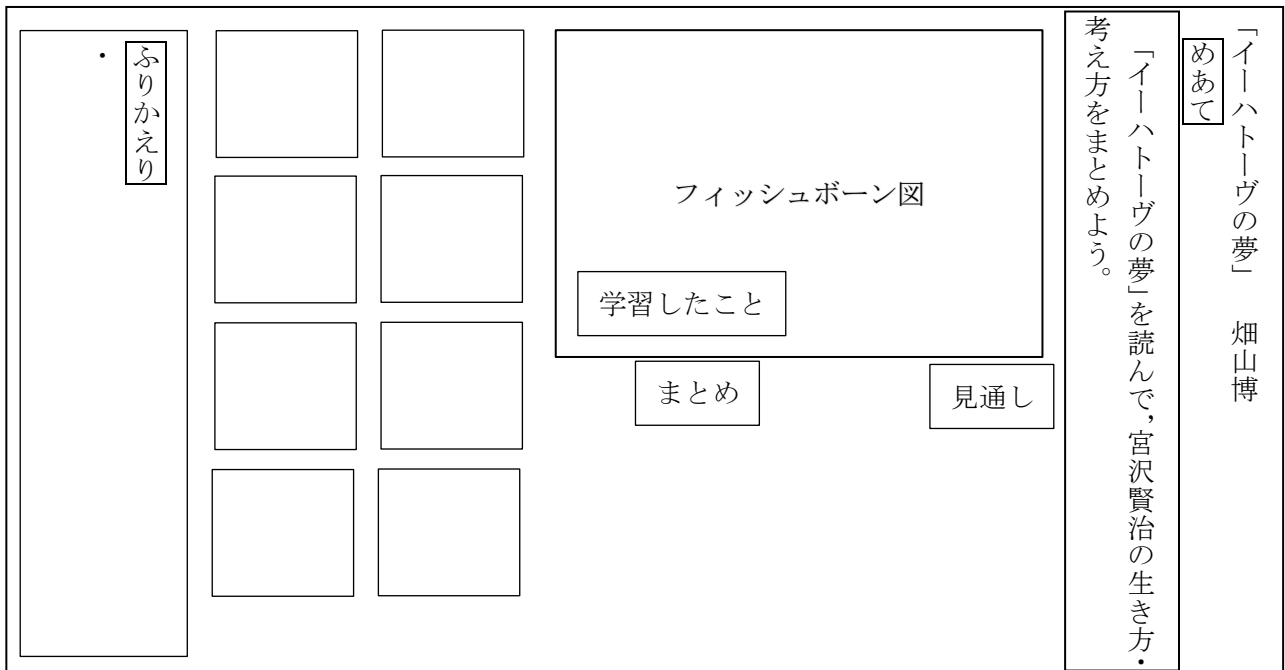 「イーハトーヴの夢」　畑山博
めあて
「イーハトーヴの夢」を読んで，宮沢賢治の生き方・
考え方をまとめよう。
フィッシュボーン図
学習したこと
見通し
まとめ
ふりかえり
・